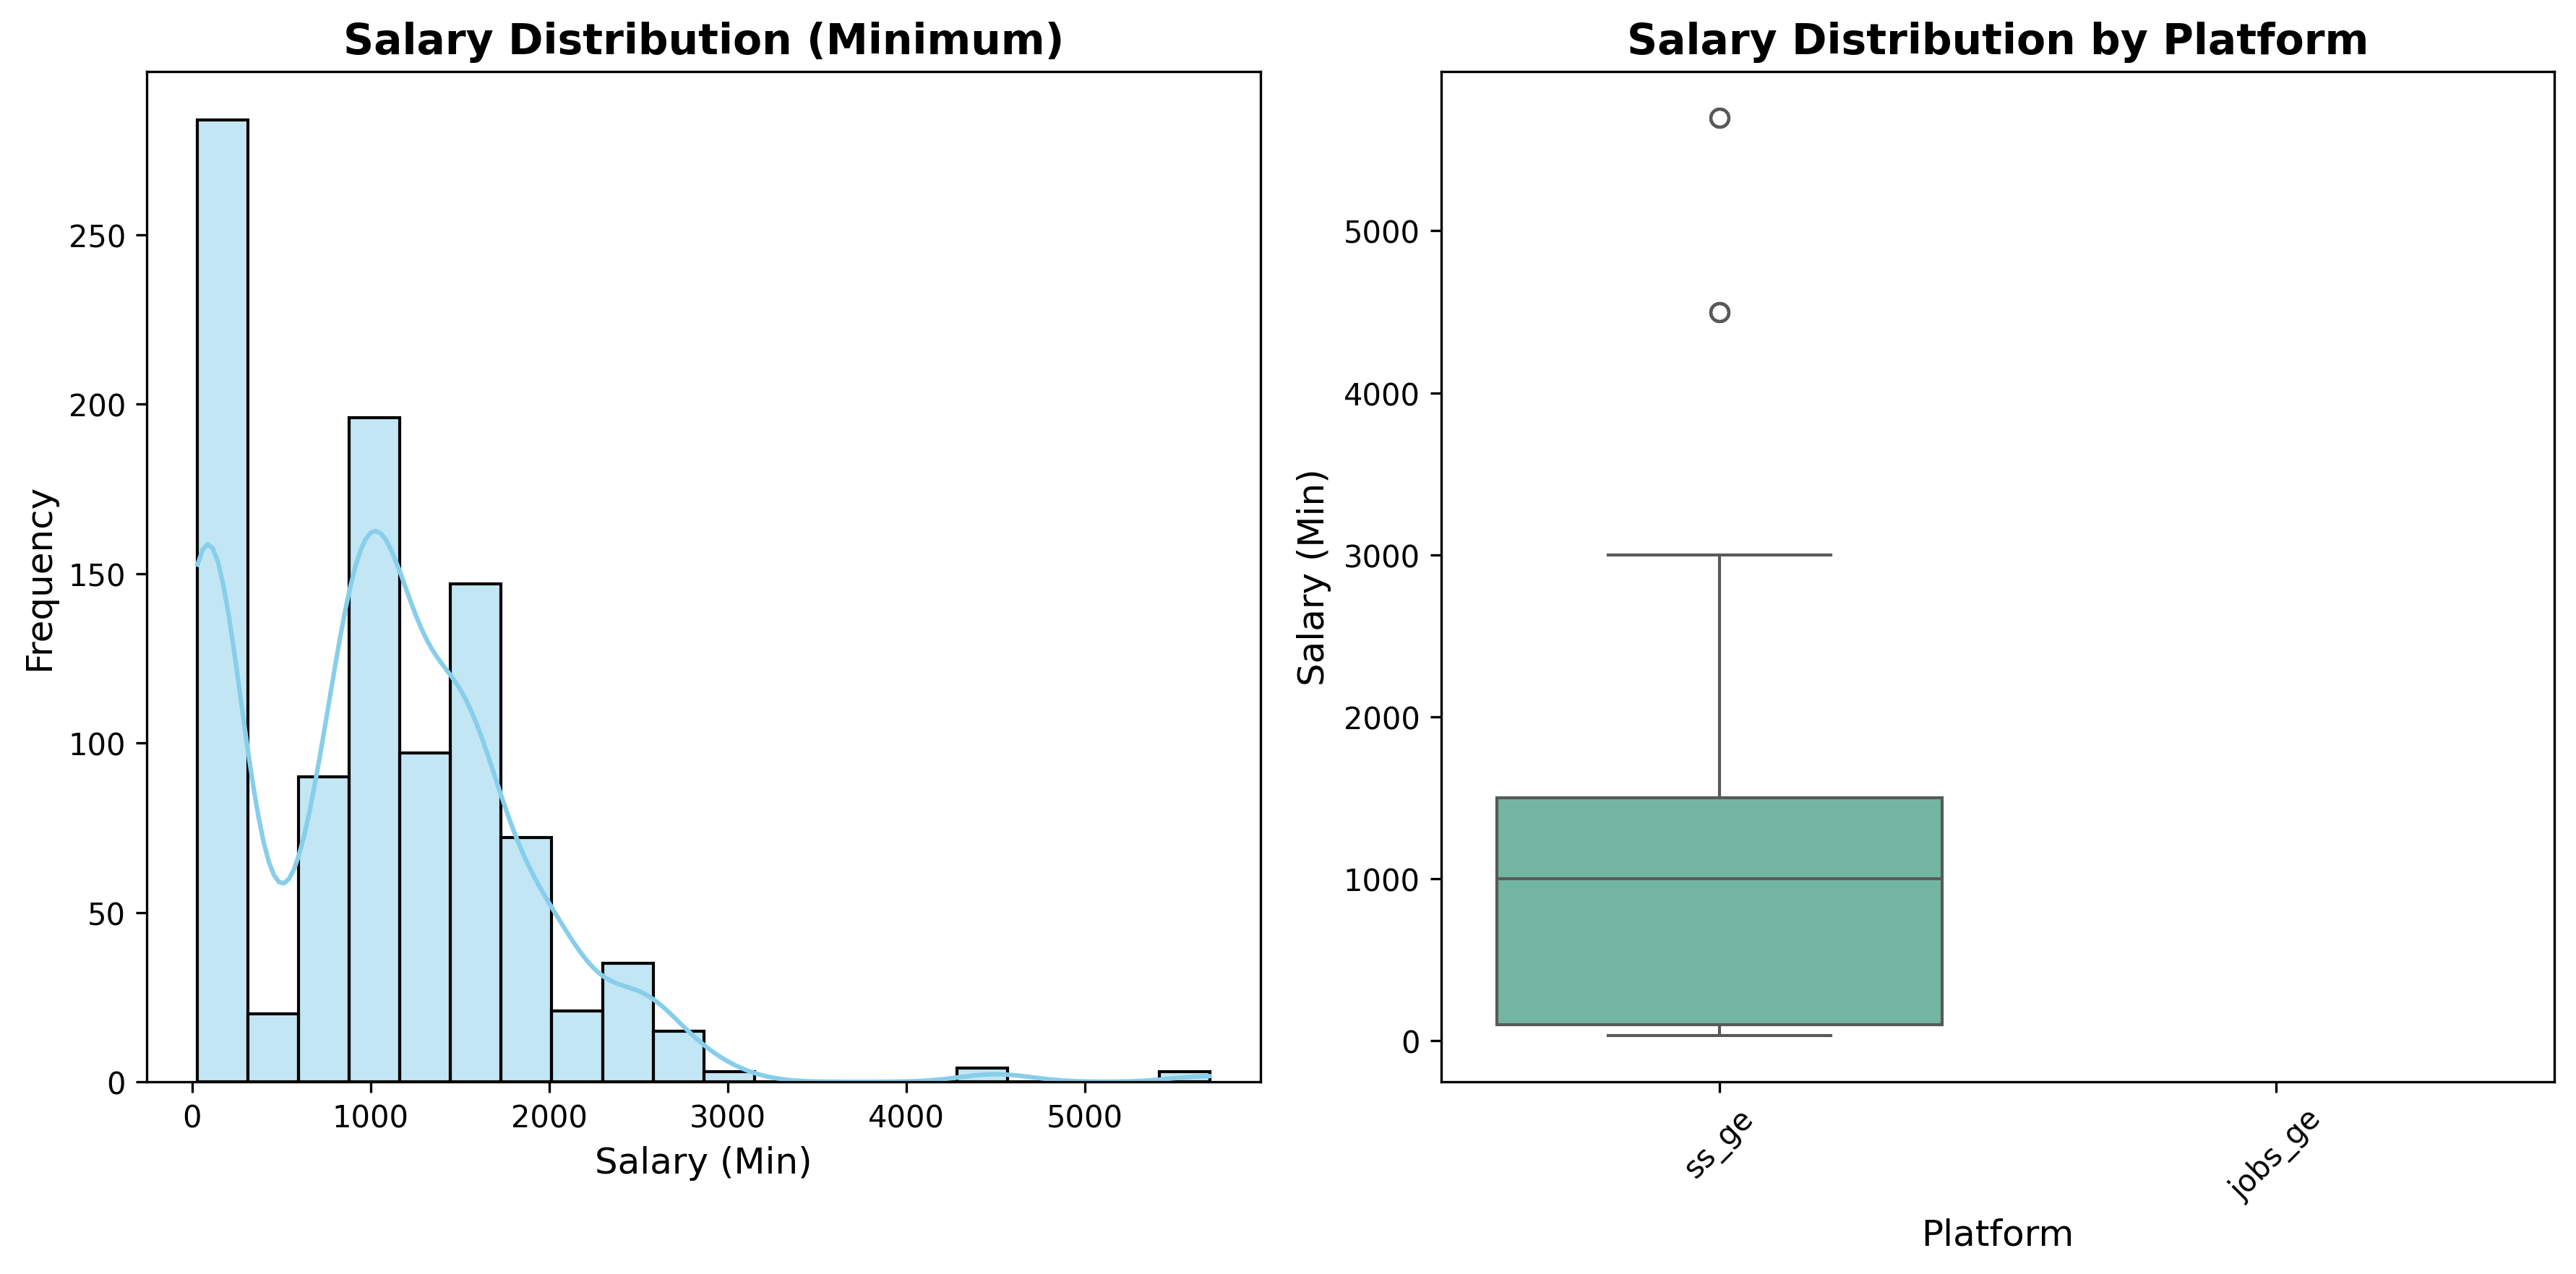 Salary Distribution (Minimum)
Frequency
250
200
150
100
50
0
0 1000 2000 3000 4000 5000
Salary (Min)
Salary Distribution by Platform
Salary (Min)
5000
4000
3000
2000
1000
0
ss_ge
jobs_ge
Platform